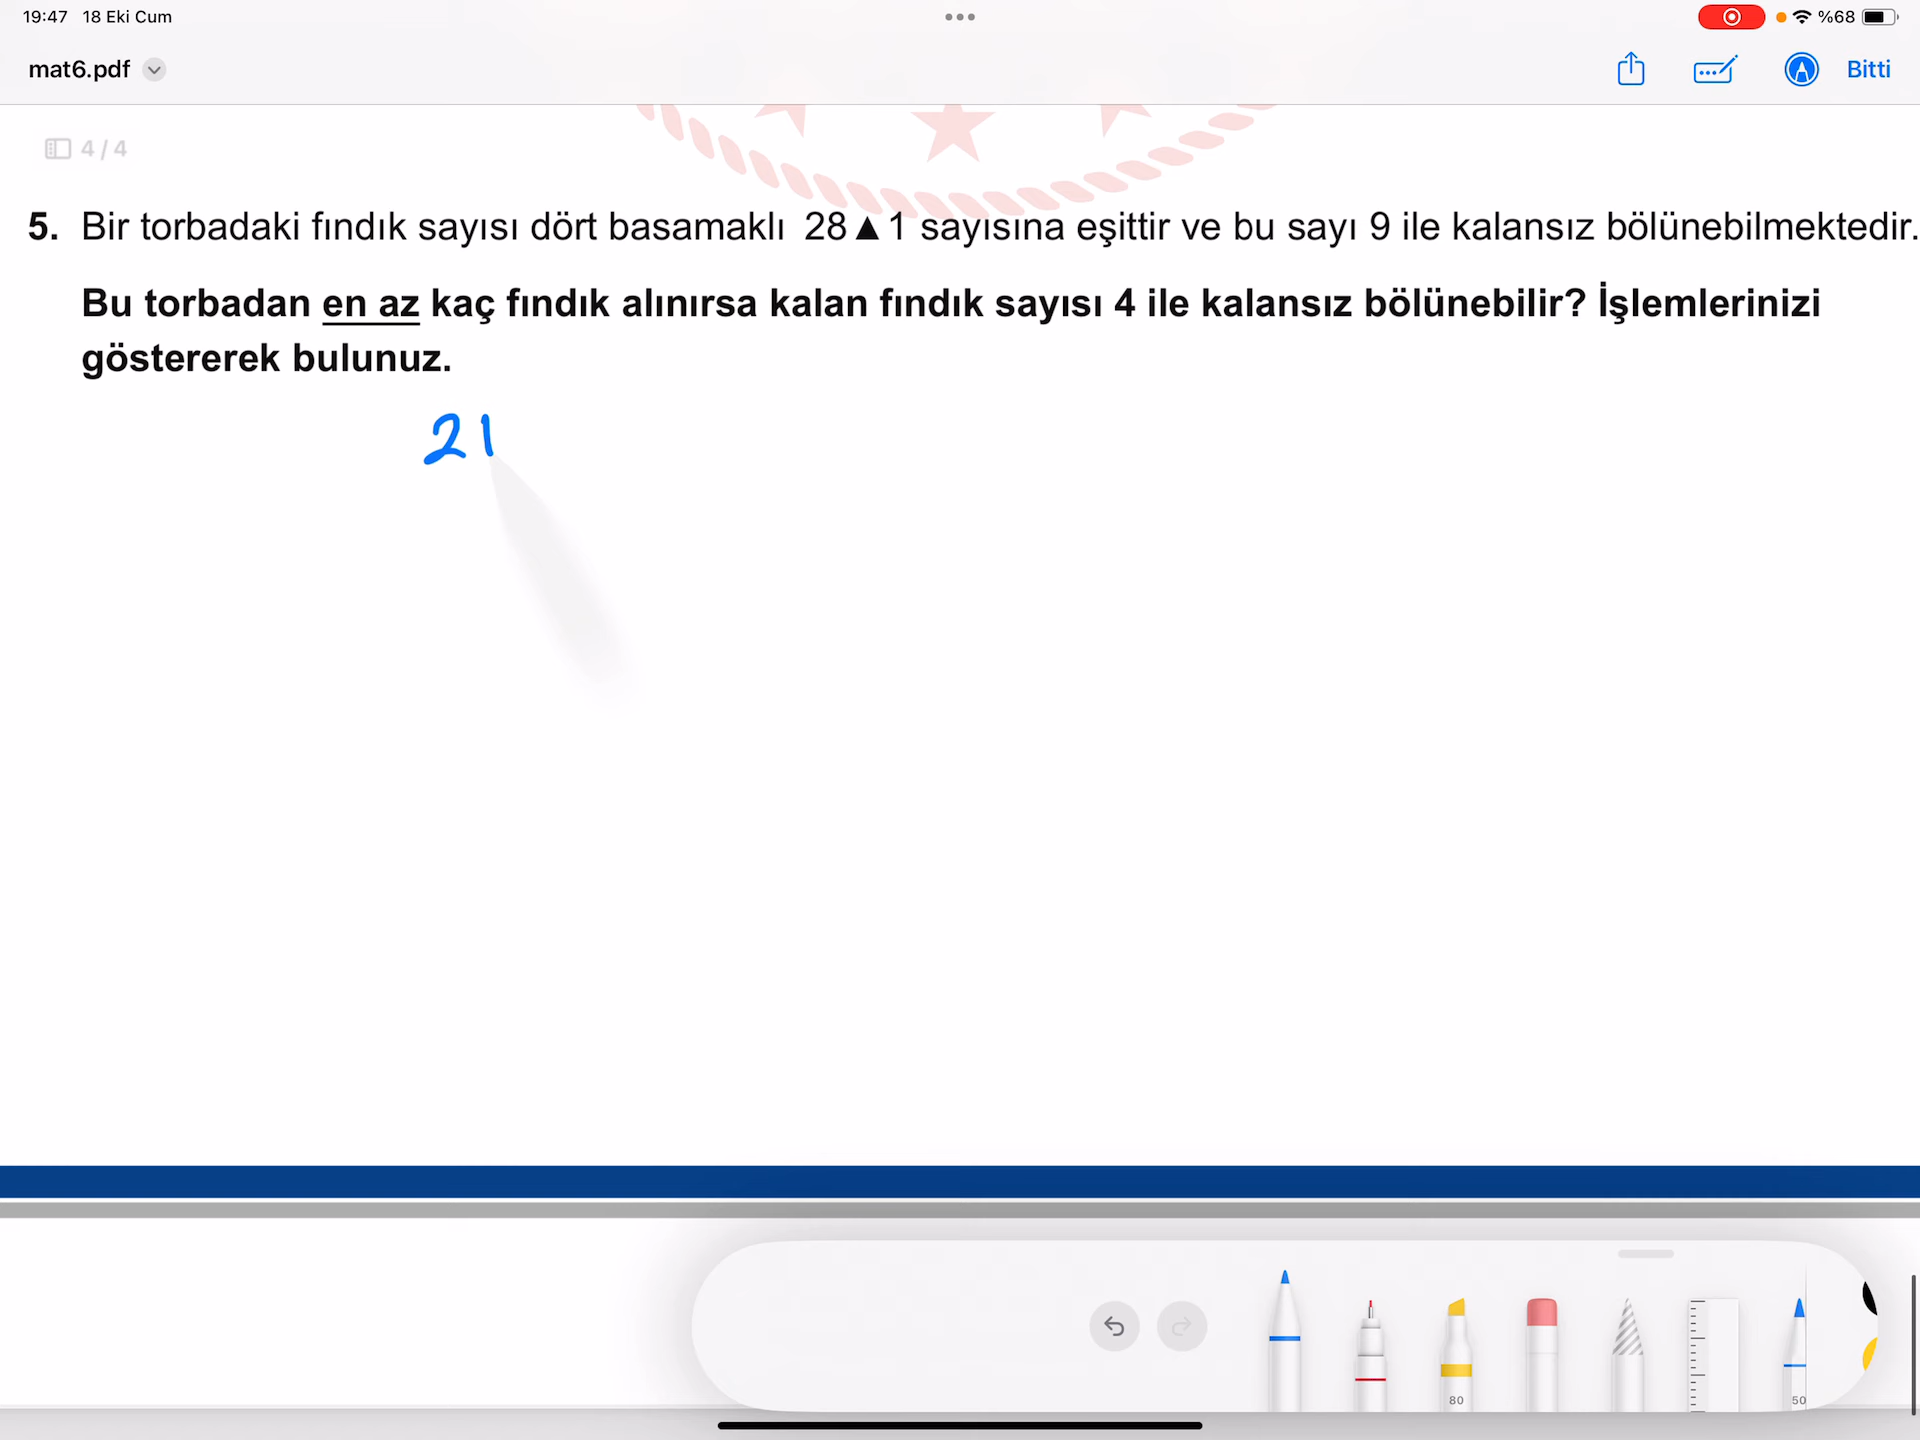 19:47 18 Eki Cum
%68
mat6.pdf
Bitti
4 / 4
5. Bir torbadaki fındık sayısı dört basamaklı 28▲1 sayısına eşittir ve bu sayı 9 ile kalansız bölünebilmektedir.
Bu torbadan en az kaç fındık alınırsa kalan fındık sayısı 4 ile kalansız bölünebilir? İşlemlerinizi
göstererek bulunuz.
21
80
50